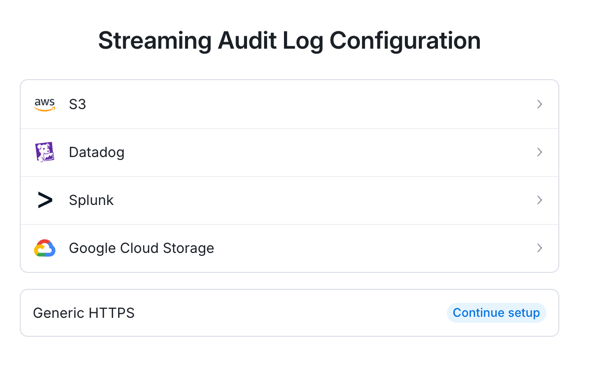 Streaming Audit Log Configuration
aws S3
Datadog
Splunk
Google Cloud Storage
Generic HTTPS Continue setup